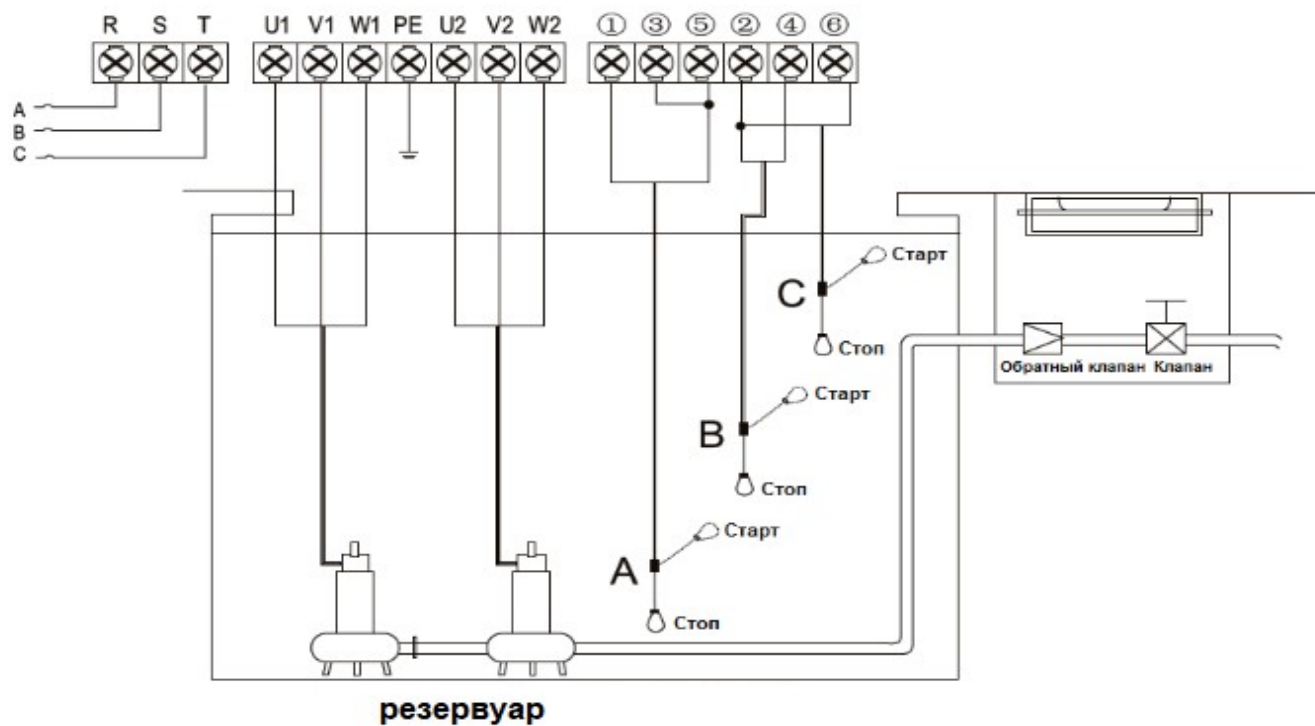 R S T U1 V1 W1 PE U2 V2 W2 ① ③ ⑤ ② ④ ⑥
A
B
C
C Старт
Стоп
Обратный клапан Клапан
B Старт
Стоп
A Старт
Стоп
резервуар